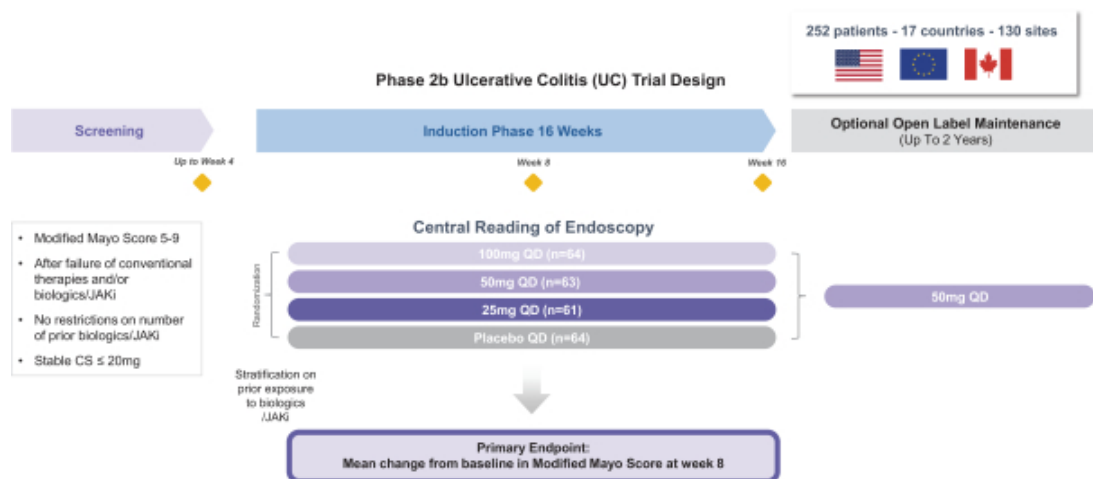 252 patients - 17 countries - 130 sites
Phase 2b Ulcerative Colitis (UC) Trial Design
Screening
Induction Phase 16 Weeks
Optional Open Label Maintenance
(Up To 2 Years)
Up to Week 4
Week 8
Week 16
• Modified Mayo Score 5-9
• After failure of conventional
therapies and/or
biologics/JAKi
• No restrictions on number
of prior biologics/JAKi
• Stable CS ≤ 20mg
Central Reading of Endoscopy
Randomization
100mg QD (n=64)
50mg QD (n=63)
25mg QD (n=61)
Placebo QD (n=64)
50mg QD
Stratification on
prior exposure
to biologics
/JAKi
Primary Endpoint:
Mean change from baseline in Modified Mayo Score at week 8